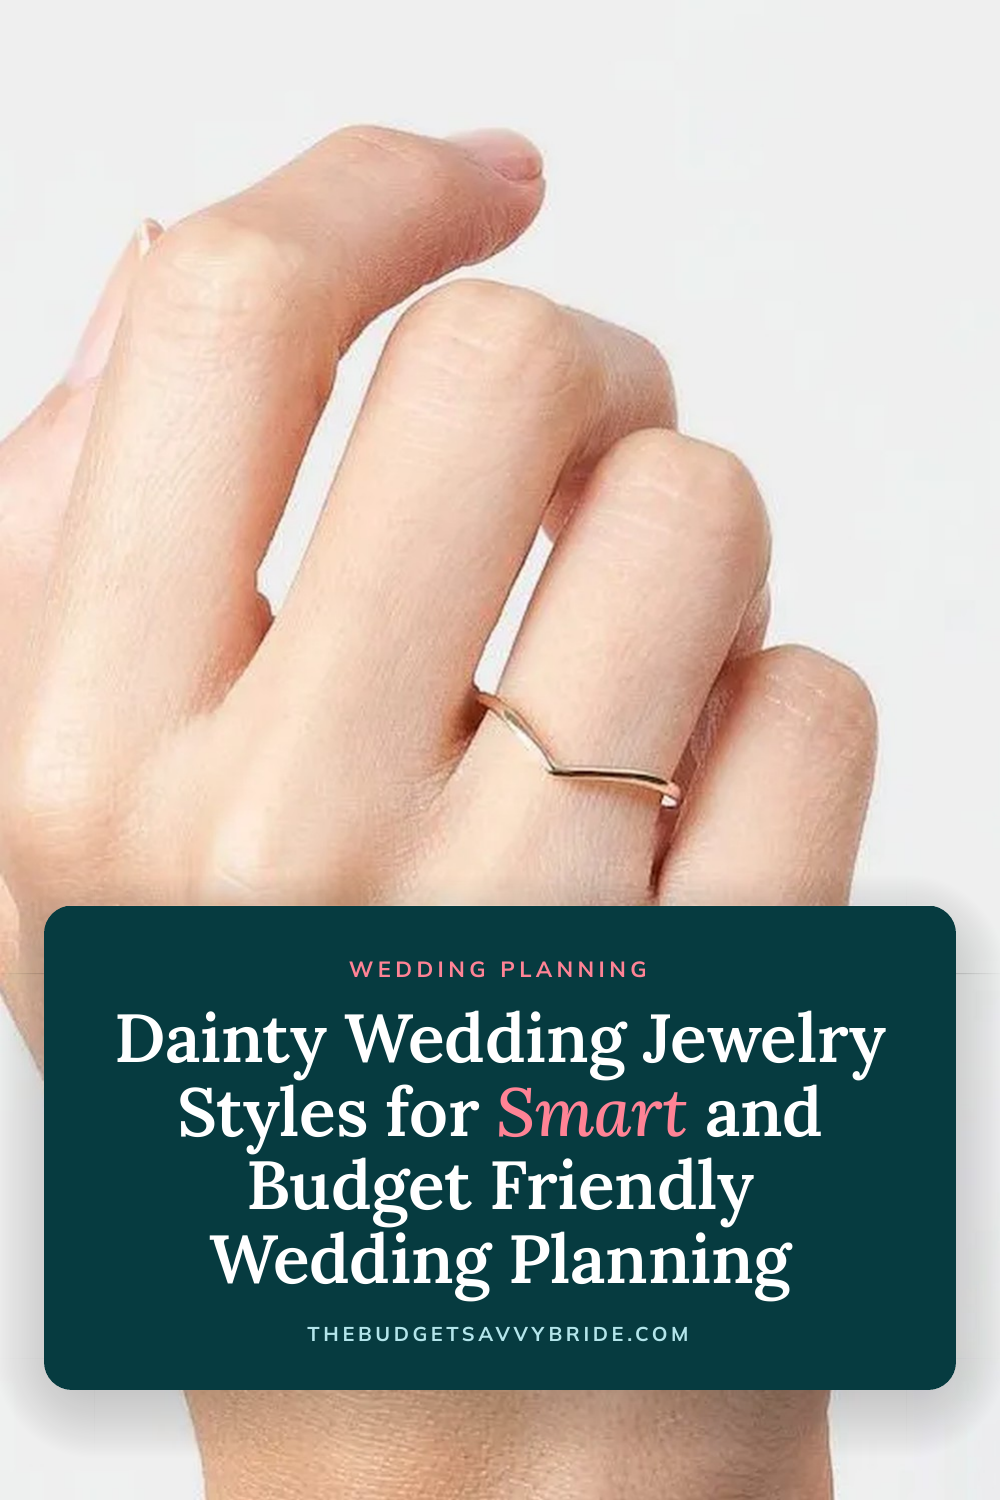 WEDDING PLANNING
Dainty Wedding Jewelry
Styles for Smart and
Budget Friendly
Wedding Planning
THEBUDGETSAVVYBRIDE.COM